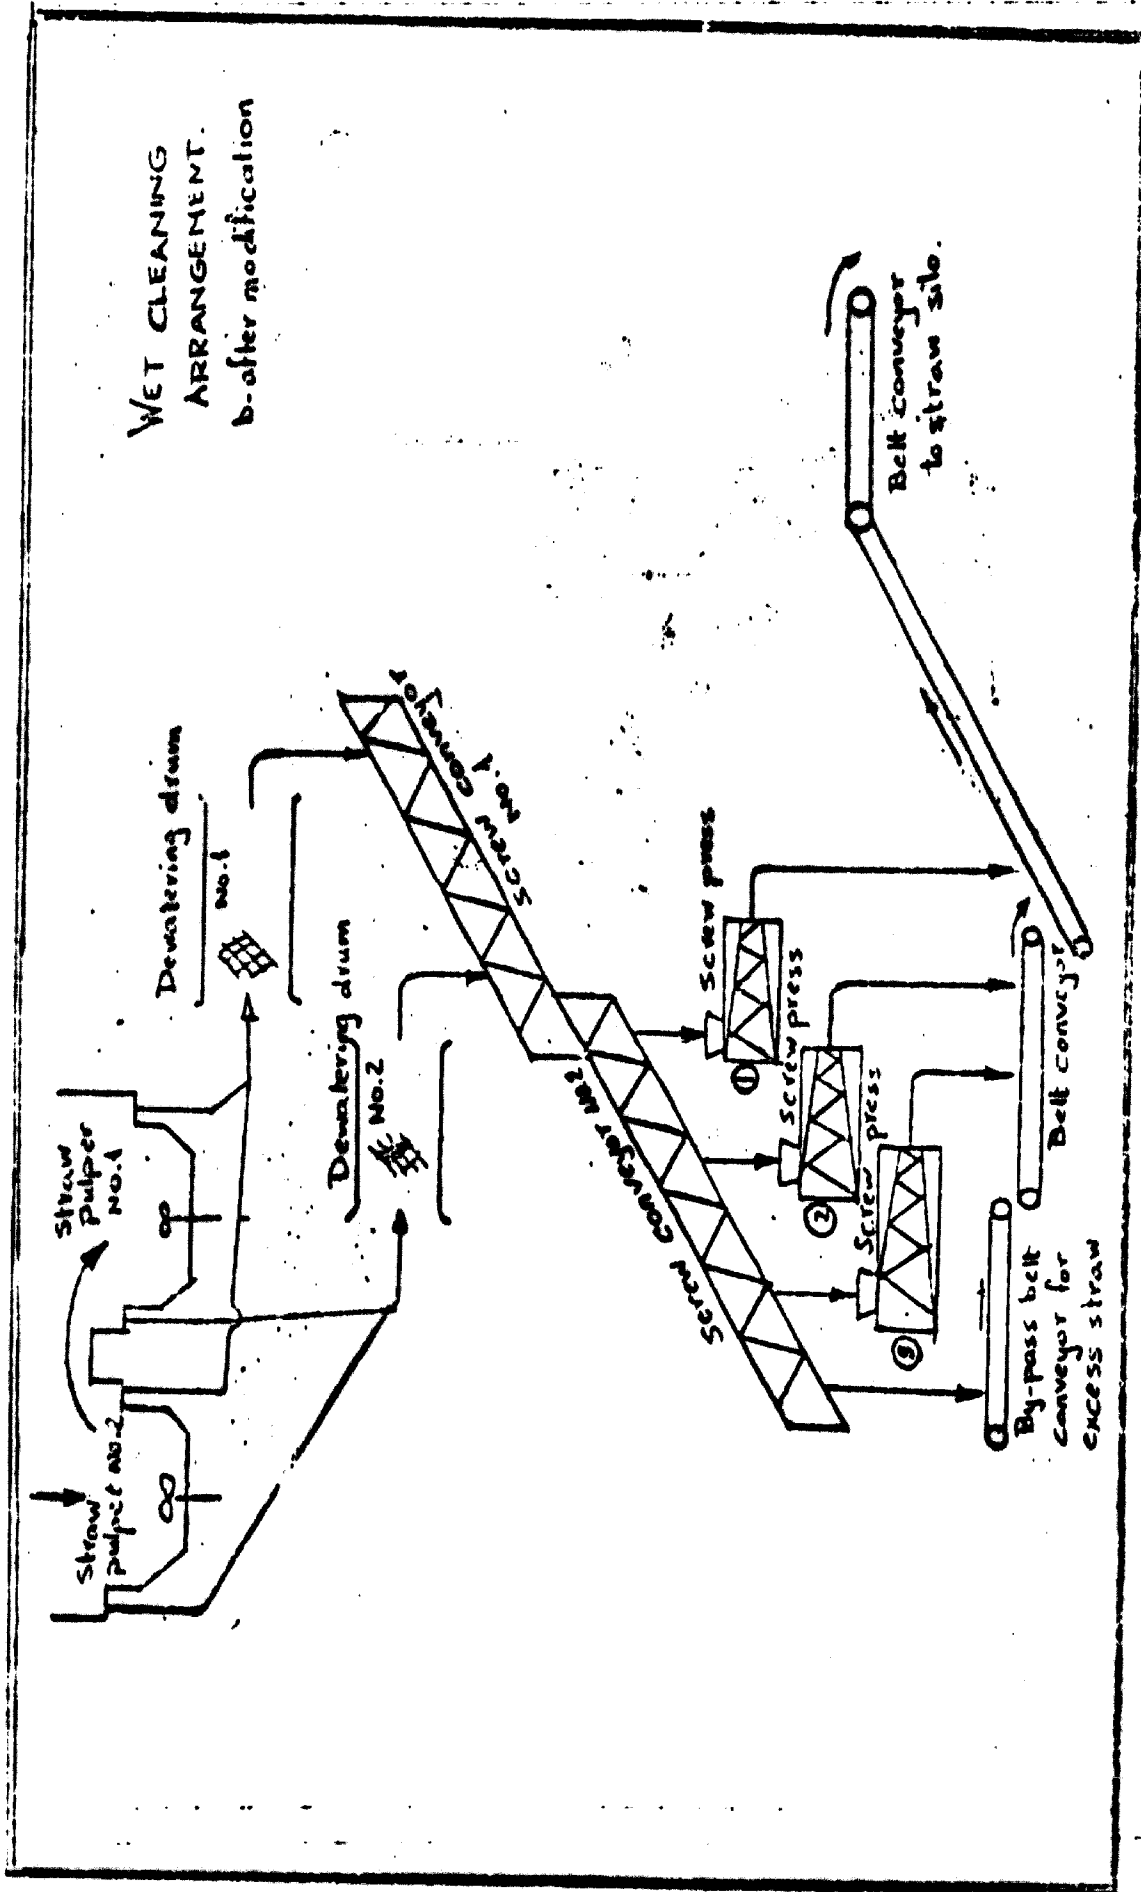 WET CLEANING
ARRANGEMENT.
b-after modification
Straw
pulper No.2
Straw
pulper
No.1
Dewatering drum
No.1
Dewatering drum
No.2
Screw Conveyor
No.1
Screw Conveyor No2
Screw press
①
Screw press
②
Screw press
③
By-pass belt
conveyor for
excess straw
Belt conveyor
Belt conveyor
to straw silo.